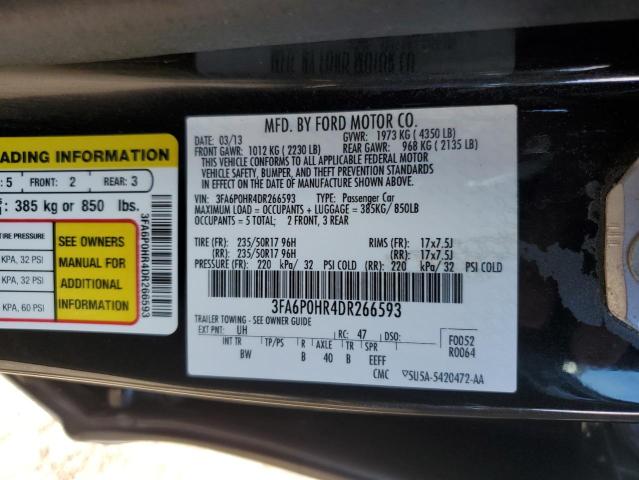 ADING INFORMATION
: 5 FRONT: 2 REAR: 3
385 kg or 850 lbs.
TIRE PRESSURE
KPA, 32 PSI
KPA, 32 PSI
KPA, 60 PSI
SEE OWNERS
MANUAL FOR
ADDITIONAL
INFORMATION
3FA6P0HR4DR266593
MFD. BY FORD MOTOR CO.
DATE: 03/13 GVWR: 1973 KG ( 4350 LB)
FRONT GAWR: 1012 KG ( 2230 LB) REAR GAWR: 968 KG ( 2135 LB)
THIS VEHICLE CONFORMS TO ALL APPLICABLE FEDERAL MOTOR
VEHICLE SAFETY, BUMPER, AND THEFT PREVENTION STANDARDS
IN EFFECT ON THE DATE OF MANUFACTURE SHOWN ABOVE.
VIN: 3FA6P0HR4DR266593 TYPE: Passenger Car
MAXIMUM LOAD = OCCUPANTS + LUGGAGE = 385KG/ 850LB
OCCUPANTS = 5 TOTAL; 2 FRONT, 3 REAR
TIRE (FR): 235/50R17 96H RIMS (FR): 17x7.5J
(RR): 235/50R17 96H (RR): 17x7.5J
PRESSURE (FR): 220 kPa/ 32 PSI COLD (RR): 220 kPa/ 32 PSI COLD
3FA6P0HR4DR266593
TRAILER TOWING - SEE OWNER GUIDE
EXT PNT: UH RC: 47 DSO: F0052
INT TR TP/PS R AXLE TR SPR R0064
BW B 40 B EEFF
CMC 5U5A-5420472-AA